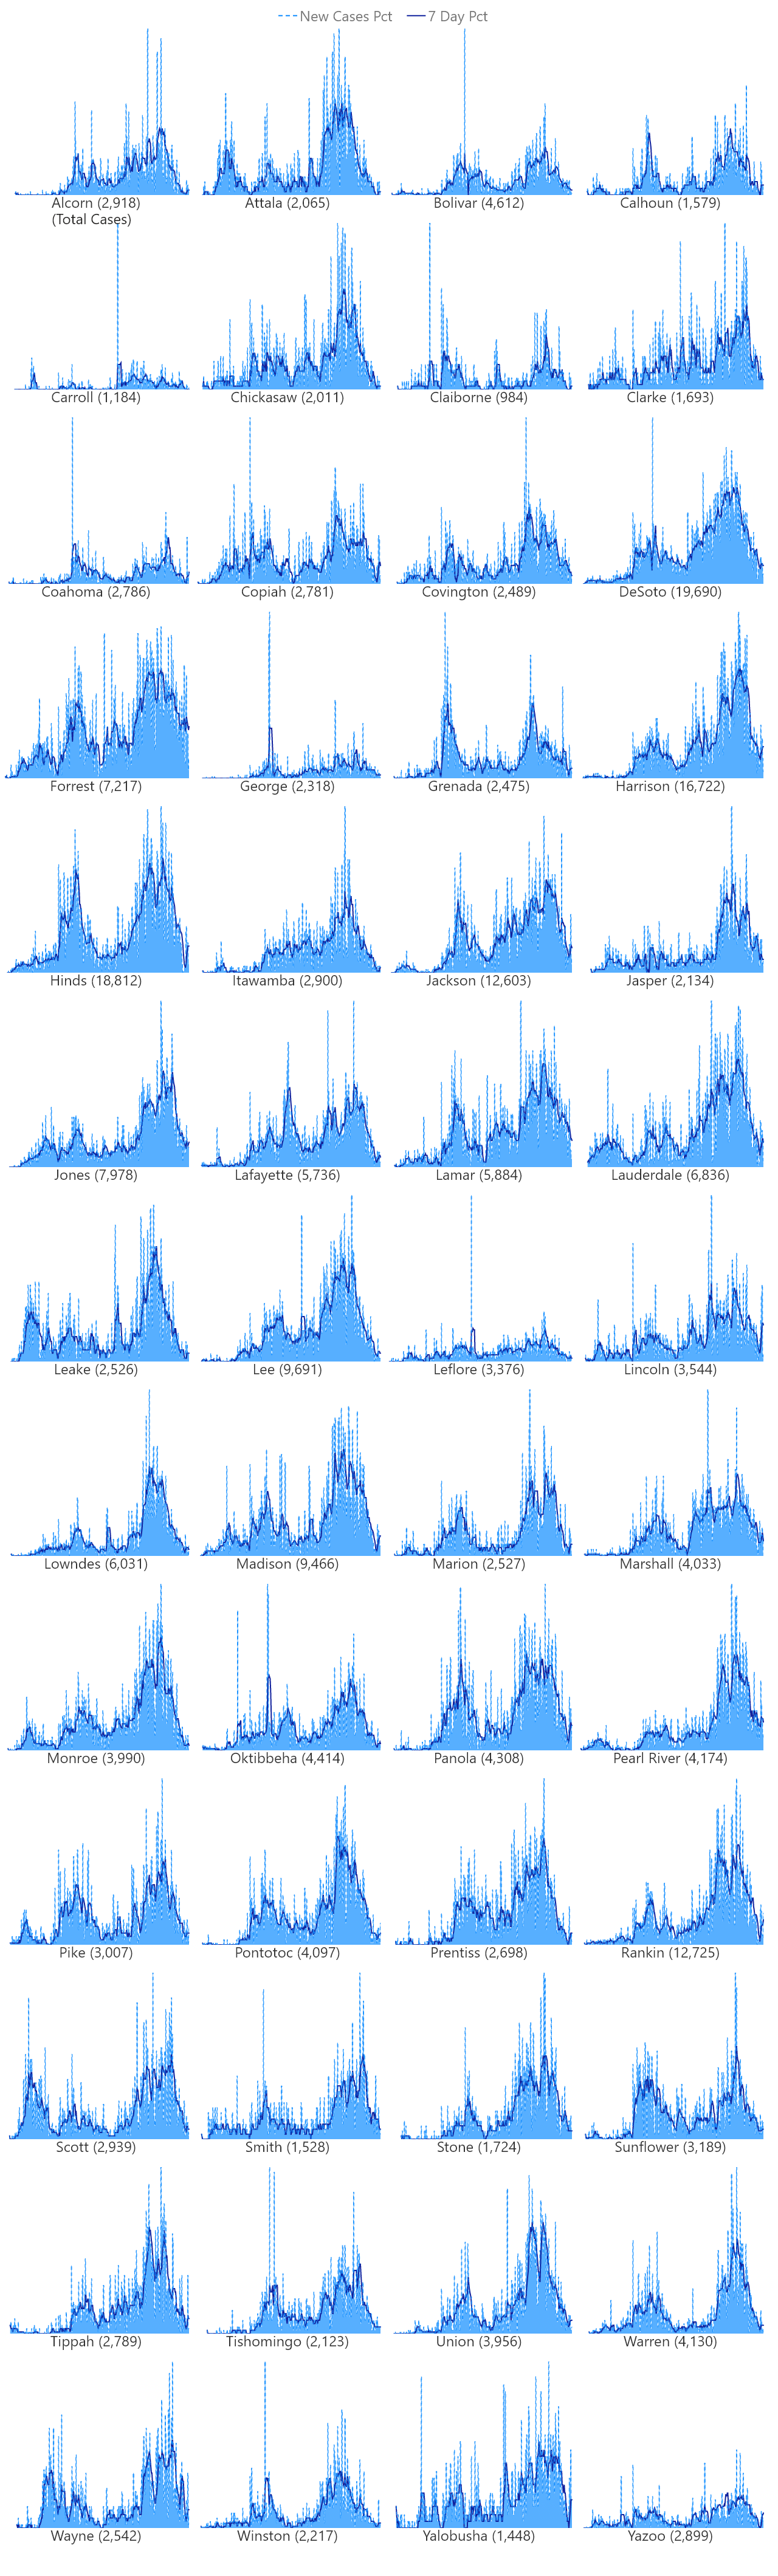 New Cases Pct 7 Day Pct
Alcorn (2,918) Attala (2,065) Bolivar (4,612) Calhoun (1,579)
(Total Cases)
Carroll (1,184) Chickasaw (2,011) Claiborne (984) Clarke (1,693)
Coahoma (2,786) Copiah (2,781) Covington (2,489) DeSoto (19,690)
Forrest (7,217) George (2,318) Grenada (2,475) Harrison (16,722)
Hinds (18,812) Itawamba (2,900) Jackson (12,603) Jasper (2,134)
Jones (7,978) Lafayette (5,736) Lamar (5,884) Lauderdale (6,836)
Leake (2,526) Lee (9,691) Leflore (3,376) Lincoln (3,544)
Lowndes (6,031) Madison (9,466) Marion (2,527) Marshall (4,033)
Monroe (3,990) Oktibbeha (4,414) Panola (4,308) Pearl River (4,174)
Pike (3,007) Pontotoc (4,097) Prentiss (2,698) Rankin (12,725)
Scott (2,939) Smith (1,528) Stone (1,724) Sunflower (3,189)
Tippah (2,789) Tishomingo (2,123) Union (3,956) Warren (4,130)
Wayne (2,542) Winston (2,217) Yalobusha (1,448) Yazoo (2,899)